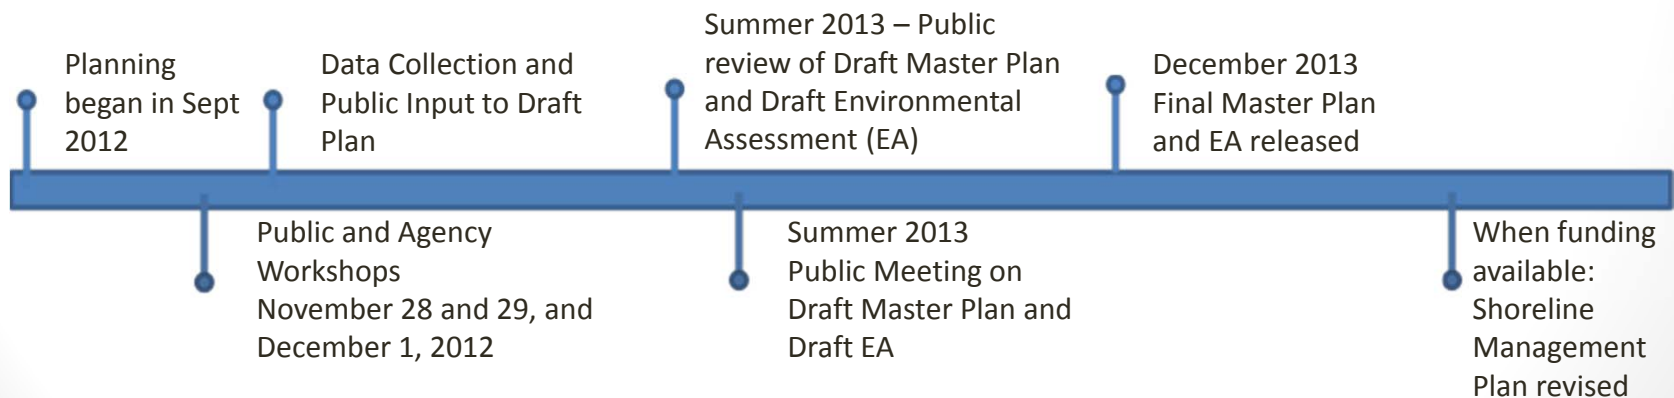 Planning
began in Sept
2012
Public and Agency
Workshops
November 28 and 29, and
December 1, 2012
Data Collection and
Public Input to Draft
Plan
Summer 2013 – Public
review of Draft Master Plan
and Draft Environmental
Assessment (EA)
Summer 2013
Public Meeting on
Draft Master Plan and
Draft EA
December 2013
Final Master Plan
and EA released
When funding
available:
Shoreline
Management
Plan revised